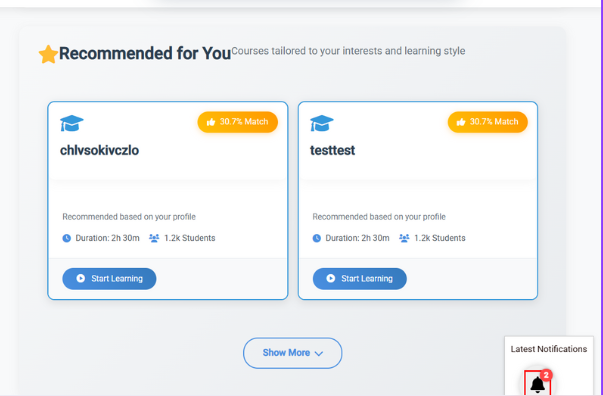 Recommended for You Courses tailored to your interests and learning style
30.7% Match
chlvsokivczlo
Recommended based on your profile
Duration: 2h 30m 1.2k Students
Start Learning
30.7% Match
testtest
Recommended based on your profile
Duration: 2h 30m 1.2k Students
Start Learning
Show More
Latest Notifications
2